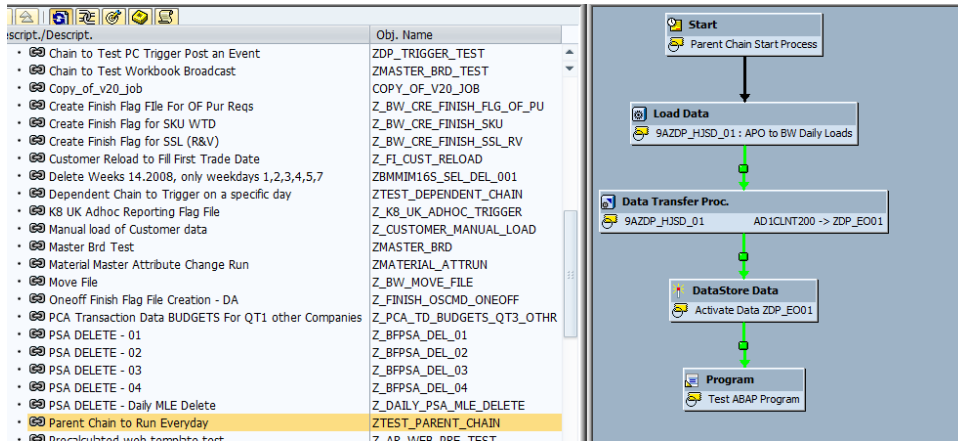 script./Descript. Obj. Name
Chain to Test PC Trigger Post an Event ZDP_TRIGGER_TEST
Chain to Test Workbook Broadcast ZMASTER_BRD_TEST
Copy_of_v20_job COPY_OF_V20_JOB
Create Finish Flag FIle For OF Pur Reqs Z_BW_CRE_FINISH_FLG_OF_PU
Create Finish Flag for SKU WTD Z_BW_CRE_FINISH_SKU
Create Finish Flag for SSL (R&V) Z_BW_CRE_FINISH_SSL_RV
Customer Reload to Fill First Trade Date Z_FI_CUST_RELOAD
Delete Weeks 14.2008, only weekdays 1,2,3,4,5,7 ZBMMIM16S_SEL_DEL_001
Dependent Chain to Trigger on a specific day ZTEST_DEPENDENT_CHAIN
K8 UK Adhoc Reporting Flag File Z_K8_UK_ADHOC_TRIGGER
Manual load of Customer data Z_CUSTOMER_MANUAL_LOAD
Master Brd Test ZMASTER_BRD
Material Master Attribute Change Run ZMATERIAL_ATTRUN
Move File Z_BW_MOVE_FILE
Oneoff Finish Flag File Creation - DA Z_FINISH_OSCMD_ONEOFF
PCA Transaction Data BUDGETS For QT1 other Companies Z_PCA_TD_BUDGETS_QT3_OTHR
PSA DELETE - 01 Z_BFPSA_DEL_01
PSA DELETE - 02 Z_BFPSA_DEL_02
PSA DELETE - 03 Z_BFPSA_DEL_03
PSA DELETE - 04 Z_BFPSA_DEL_04
PSA DELETE - Daily MLE Delete Z_DAILY_PSA_MLE_DELETE
Parent Chain to Run Everyday ZTEST_PARENT_CHAIN
Precalculated web template test Z_AR_WEB_PRE_TEST
Start
Parent Chain Start Process
Load Data
9AZDP_HJSD_01 : APO to BW Daily Loads
Data Transfer Proc.
9AZDP_HJSD_01 AD1CLNT200 -> ZDP_EO01
DataStore Data
Activate Data ZDP_EO01
Program
Test ABAP Program